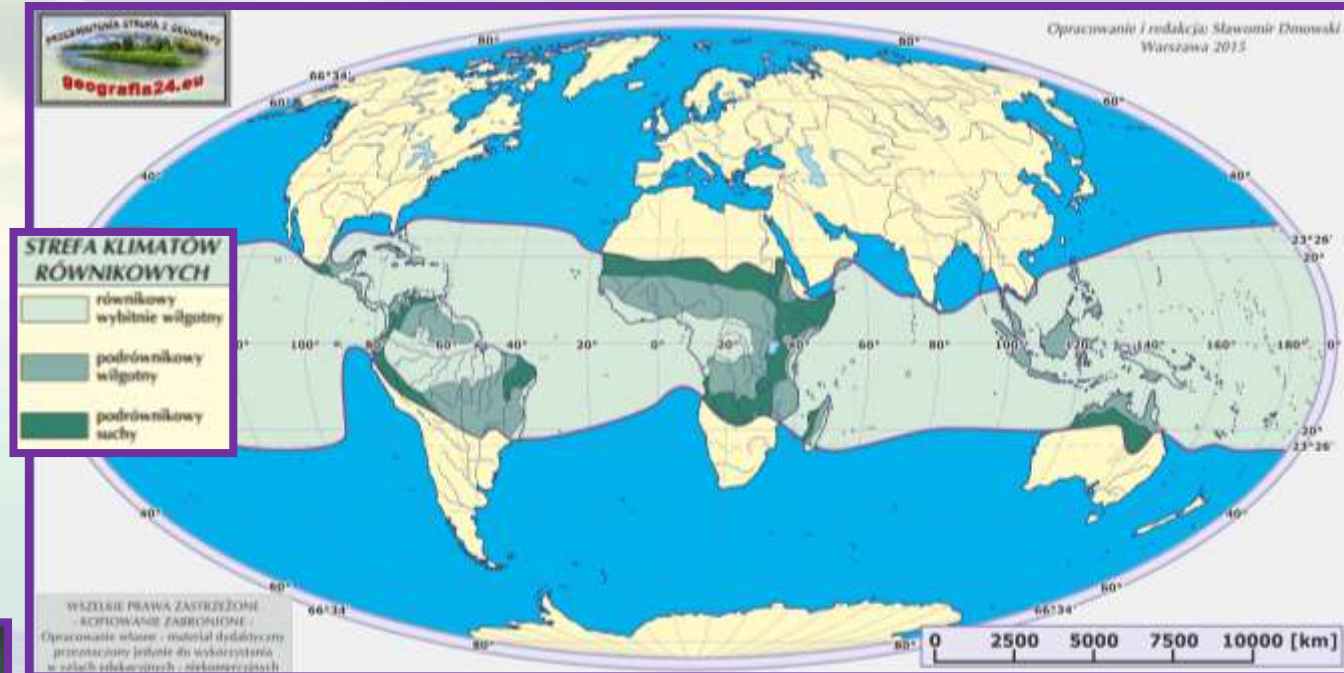 PRZEDMIOTOWA STRONA Z GEOGRAFII
geografia24.eu
Opracowanie i redakcja: Sławomir Dmowski
Warszawa 2015
STREFA KLIMATÓW
RÓWNIKOWYCH
równikowy
wybitnie wilgotny
podrównikowy
wilgotny
podrównikowy
suchy
80° 80°
66°34'
60° 60°
40° 40°
23°26'
20°
0° 100° 80° 60° 40° 20° 0° 20° 40° 60° 80° 100° 120° 140° 160° 180° 0°
20°
23°26'
40°
60° 60°
66°34' 66°34'
80° 80°
WSZELKIE PRAWA ZASTRZEŻONE
- KOPIOWANIE ZABRONIONE -
Opracowanie własne - materiał dydaktyczny
przeznaczony jedynie do wykorzystania
w celach edukacyjnych - niekomercyjnych
0 2500 5000 7500 10000 [km]